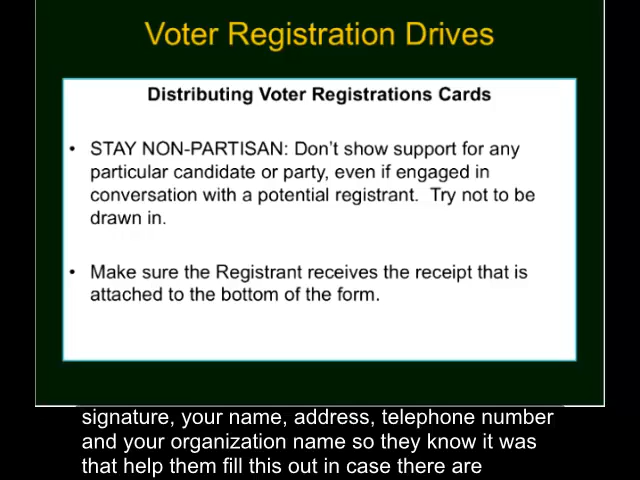 Voter Registration Drives
Distributing Voter Registrations Cards
• STAY NON-PARTISAN: Don't show support for any
particular candidate or party, even if engaged in
conversation with a potential registrant. Try not to be
drawn in.
• Make sure the Registrant receives the receipt that is
attached to the bottom of the form.
signature, your name, address, telephone number
and your organization name so they know it was
that help them fill this out in case there are